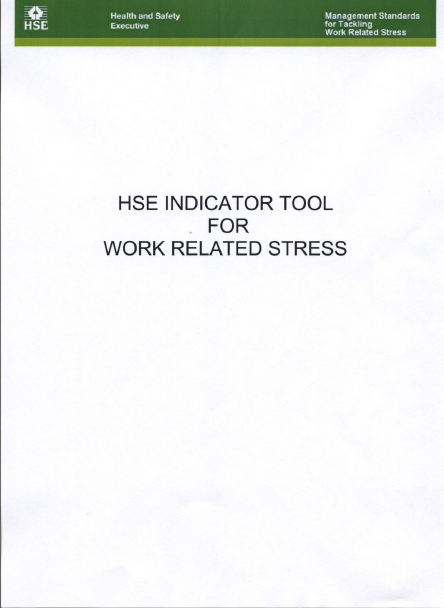 HSE
Health and Safety
Executive
Management Standards
for Tackling
Work Related Stress
HSE INDICATOR TOOL
FOR
WORK RELATED STRESS